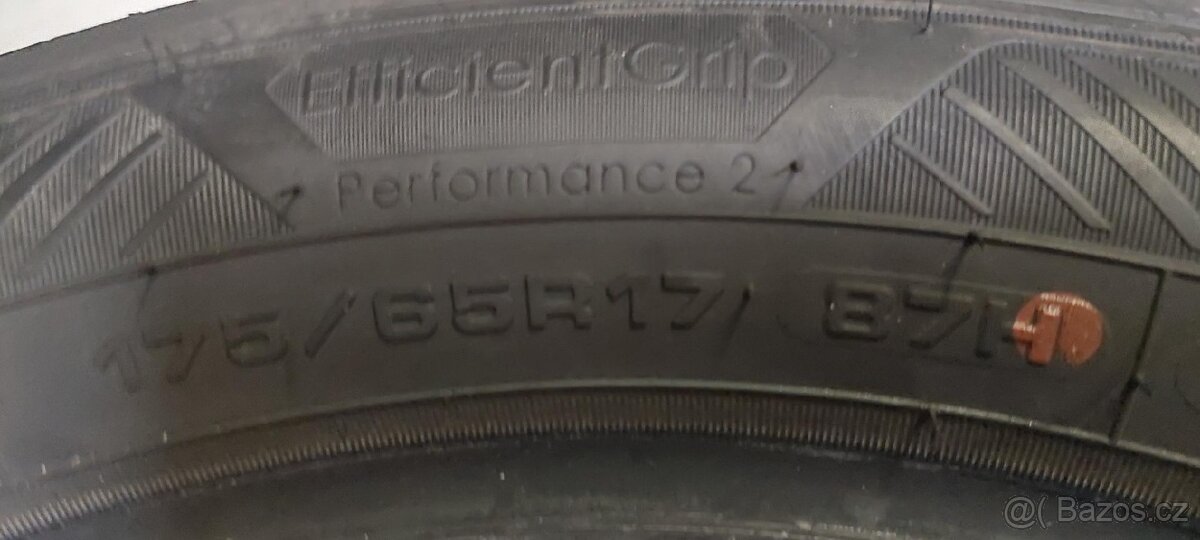 EfficientGrip
Performance 2
175/65R17 87H
@( Bazos.cz